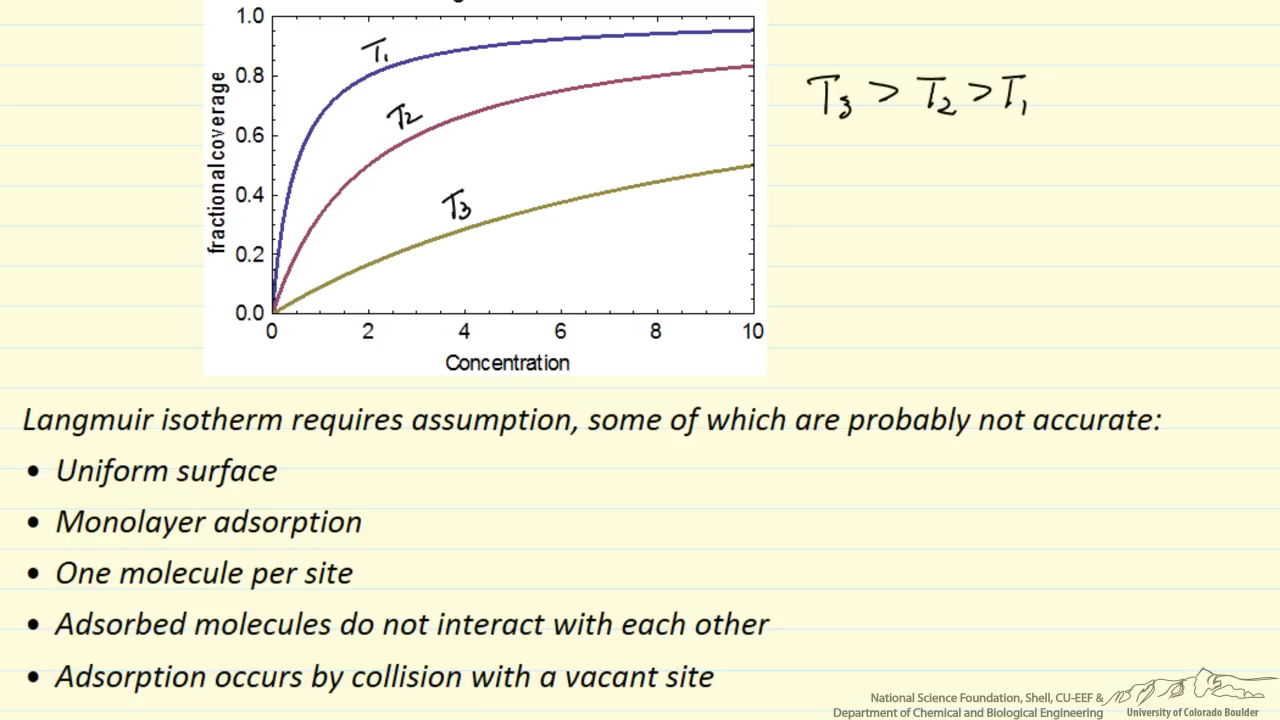 1.0
T₁
0.8
T₃ > T₂ > T₁
T₂
0.6
fractional coverage
0.4
T₃
0.2
0.0
0 2 4 6 8 10
Concentration
Langmuir isotherm requires assumption, some of which are probably not accurate:
• Uniform surface
• Monolayer adsorption
• One molecule per site
• Adsorbed molecules do not interact with each other
• Adsorption occurs by collision with a vacant site
National Science Foundation, Shell, CU-EEF &
Department of Chemical and Biological Engineering
University of Colorado Boulder